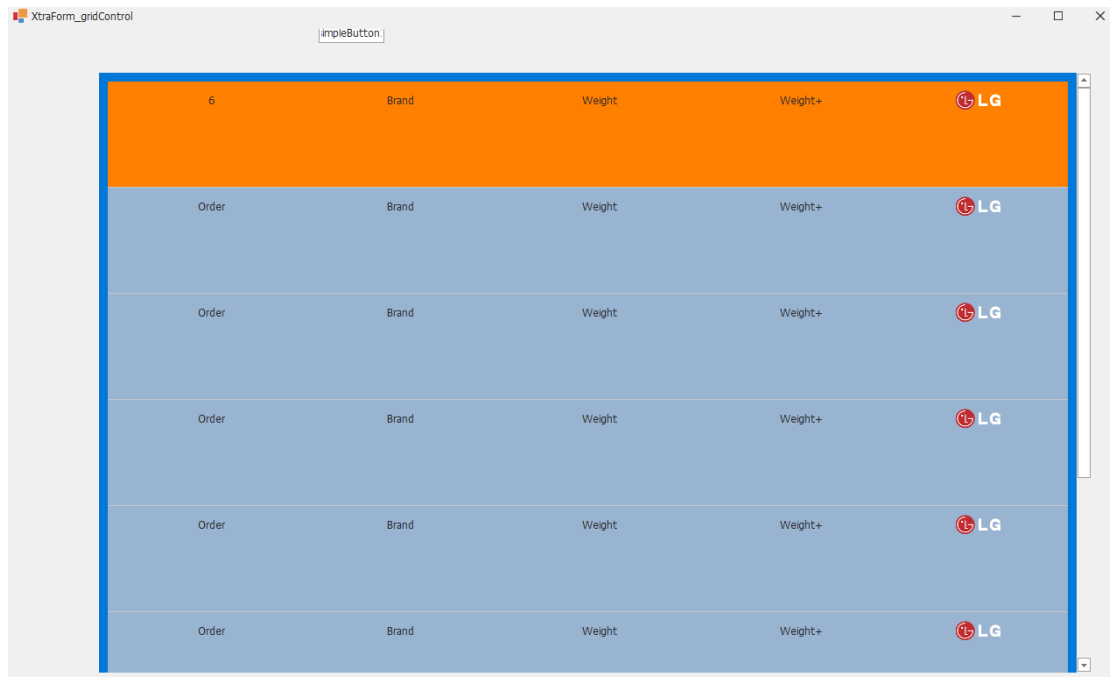 XtraForm_gridControl
impleButton
6 Brand Weight Weight+ LG
Order Brand Weight Weight+ LG
Order Brand Weight Weight+ LG
Order Brand Weight Weight+ LG
Order Brand Weight Weight+ LG
Order Brand Weight Weight+ LG